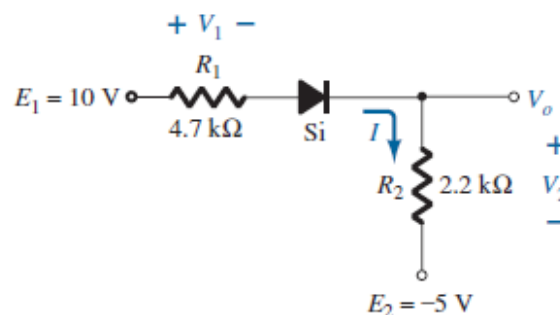 + V₁ −
R₁
E₁ = 10 V
4.7 kΩ
Si
I
Vₒ
+
R₂
2.2 kΩ
−
E₂ = −5 V